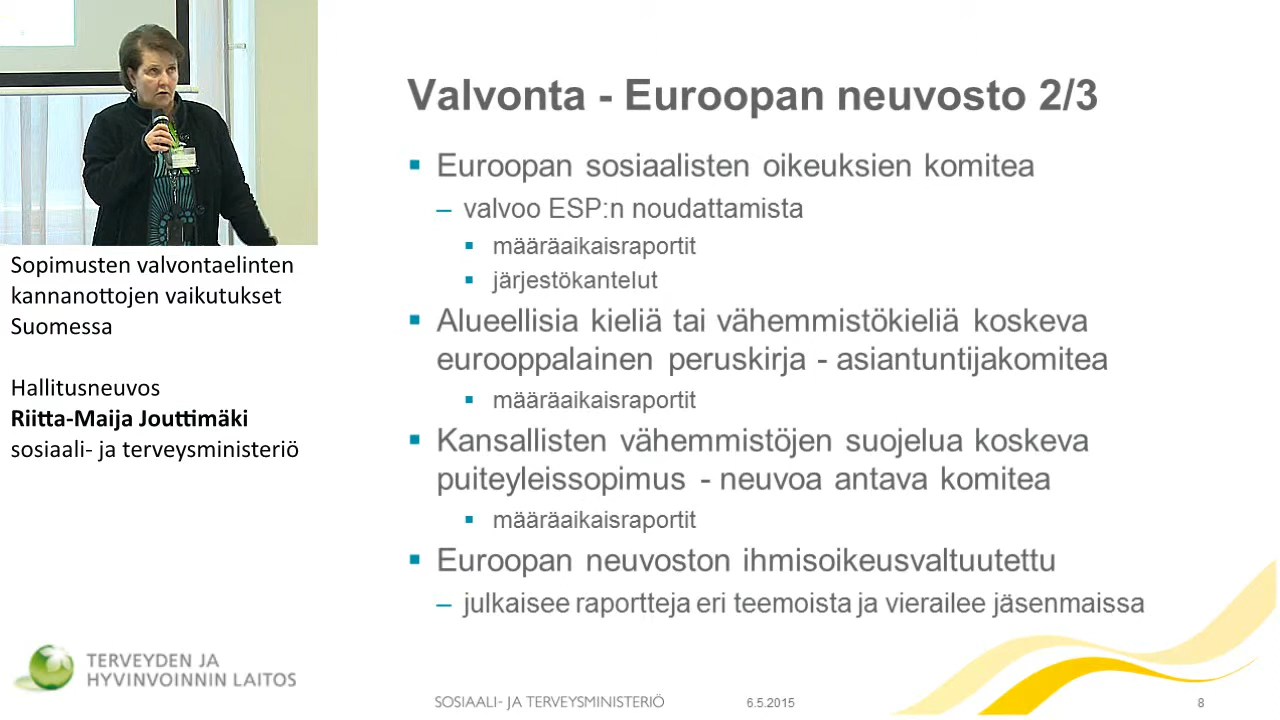 Sopimusten valvontaelinten
kannanottojen vaikutukset
Suomessa
Hallitusneuvos
Riitta-Maija Jouttimäki
sosiaali- ja terveysministeriö
TERVEYDEN JA
HYVINVOINNIN LAITOS
Valvonta - Euroopan neuvosto 2/3
▪ Euroopan sosiaalisten oikeuksien komitea
– valvoo ESP:n noudattamista
▪ määräaikaisraportit
▪ järjestökantelut
▪ Alueellisia kieliä tai vähemmistökieliä koskeva
eurooppalainen peruskirja - asiantuntijakomitea
▪ määräaikaisraportit
▪ Kansallisten vähemmistöjen suojelua koskeva
puiteyleissopimus - neuvoa antava komitea
▪ määräaikaisraportit
▪ Euroopan neuvoston ihmisoikeusvaltuutettu
– julkaisee raportteja eri teemoista ja vierailee jäsenmaissa
SOSIAALI- JA TERVEYSMINISTERIÖ 6.5.2015 8